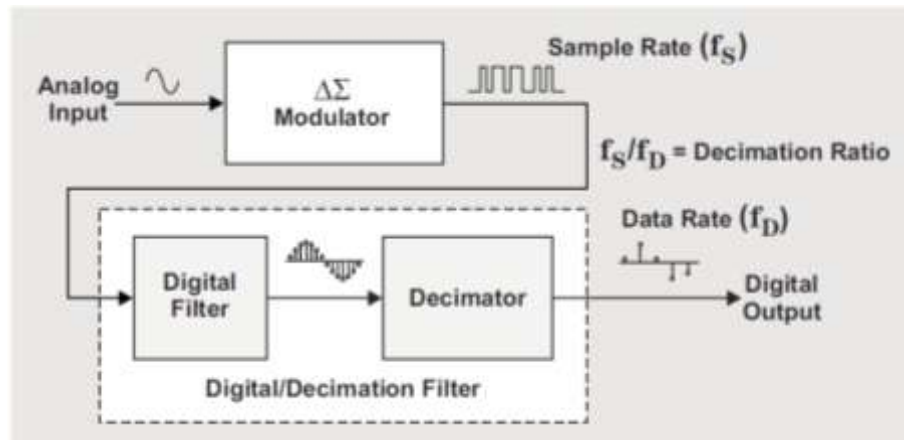 Sample Rate (fS)
Analog
Input
ΔΣ
Modulator
fS/fD = Decimation Ratio
Data Rate (fD)
Digital
Filter
Decimator
Digital
Output
Digital/Decimation Filter